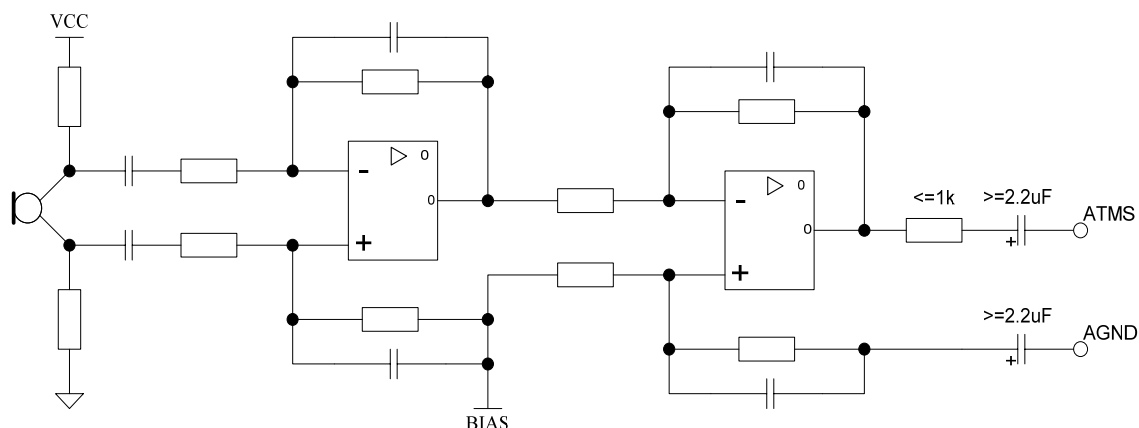 VCC
0
0
-
+
0
0
-
+
<=1k
>=2.2uF
ATMS
+
>=2.2uF
AGND
+
BIAS